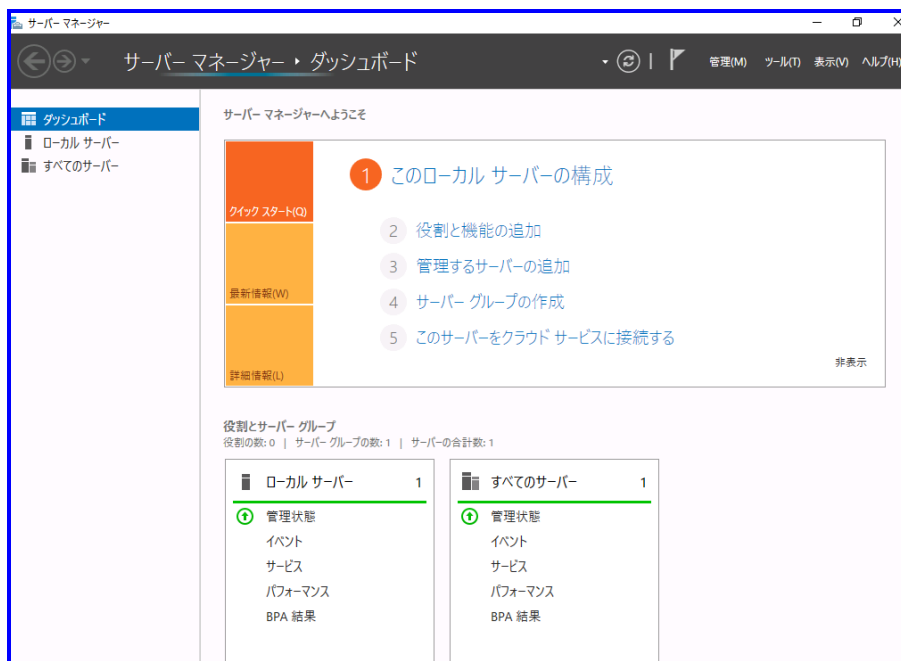 サーバー マネージャー
サーバー マネージャー ・ ダッシュボード
管理(M) ツール(T) 表示(V) ヘルプ(H)
ダッシュボード
ローカル サーバー
すべてのサーバー
サーバー マネージャーへようこそ
クイック スタート(Q)
最新情報(W)
詳細情報(L)
1 このローカル サーバーの構成
2 役割と機能の追加
3 管理するサーバーの追加
4 サーバー グループの作成
5 このサーバーをクラウド サービスに接続する
非表示
役割とサーバー グループ
役割の数: 0 | サーバー グループの数: 1 | サーバーの合計数: 1
ローカル サーバー 1
管理状態
イベント
サービス
パフォーマンス
BPA 結果
すべてのサーバー 1
管理状態
イベント
サービス
パフォーマンス
BPA 結果